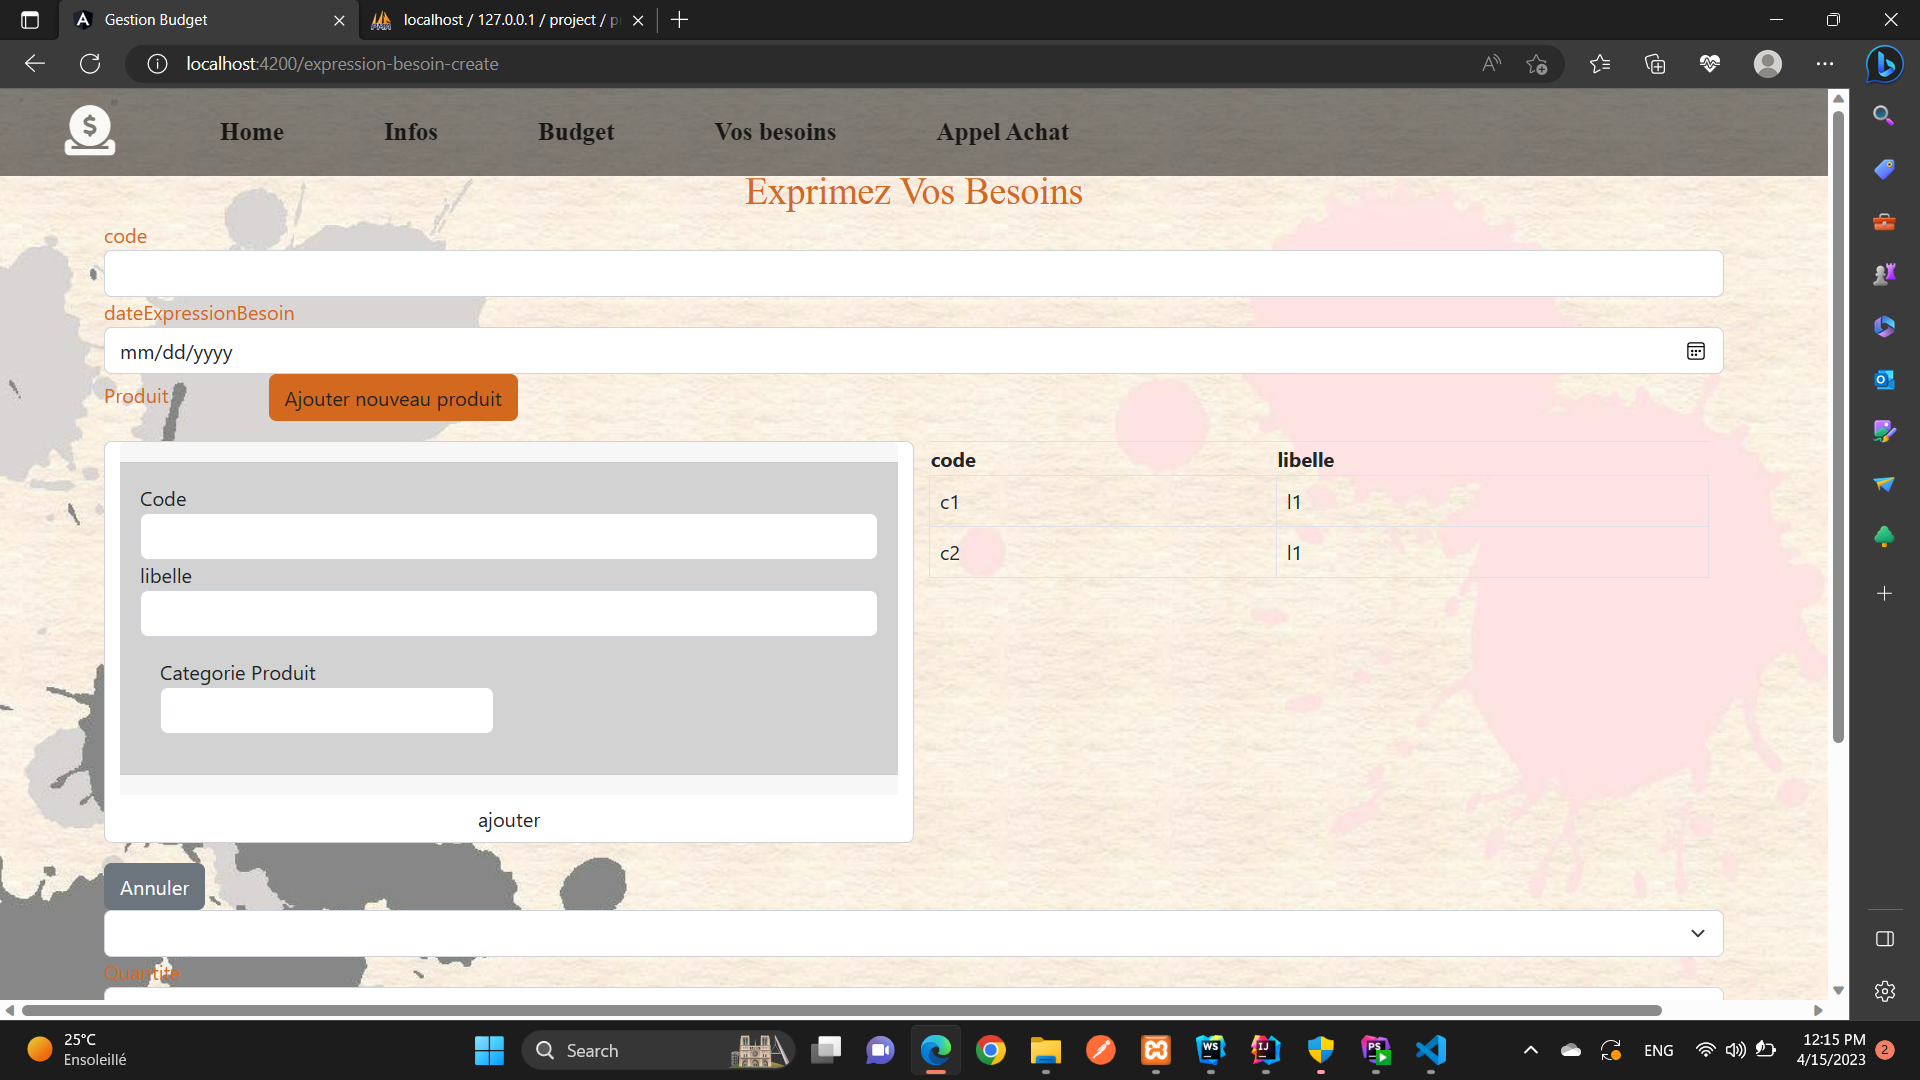 Gestion Budget
localhost / 127.0.0.1 / project / p
localhost:4200/expression-besoin-create
Home Infos Budget Vos besoins Appel Achat
Exprimez Vos Besoins
code
dateExpressionBesoin
mm/dd/yyyy
Produit Ajouter nouveau produit
code libelle
c1 l1
c2 l1
Code
libelle
Categorie Produit
ajouter
Annuler
Quantite
25°C
Ensoleillé
Search
ENG
12:15 PM
4/15/2023
2